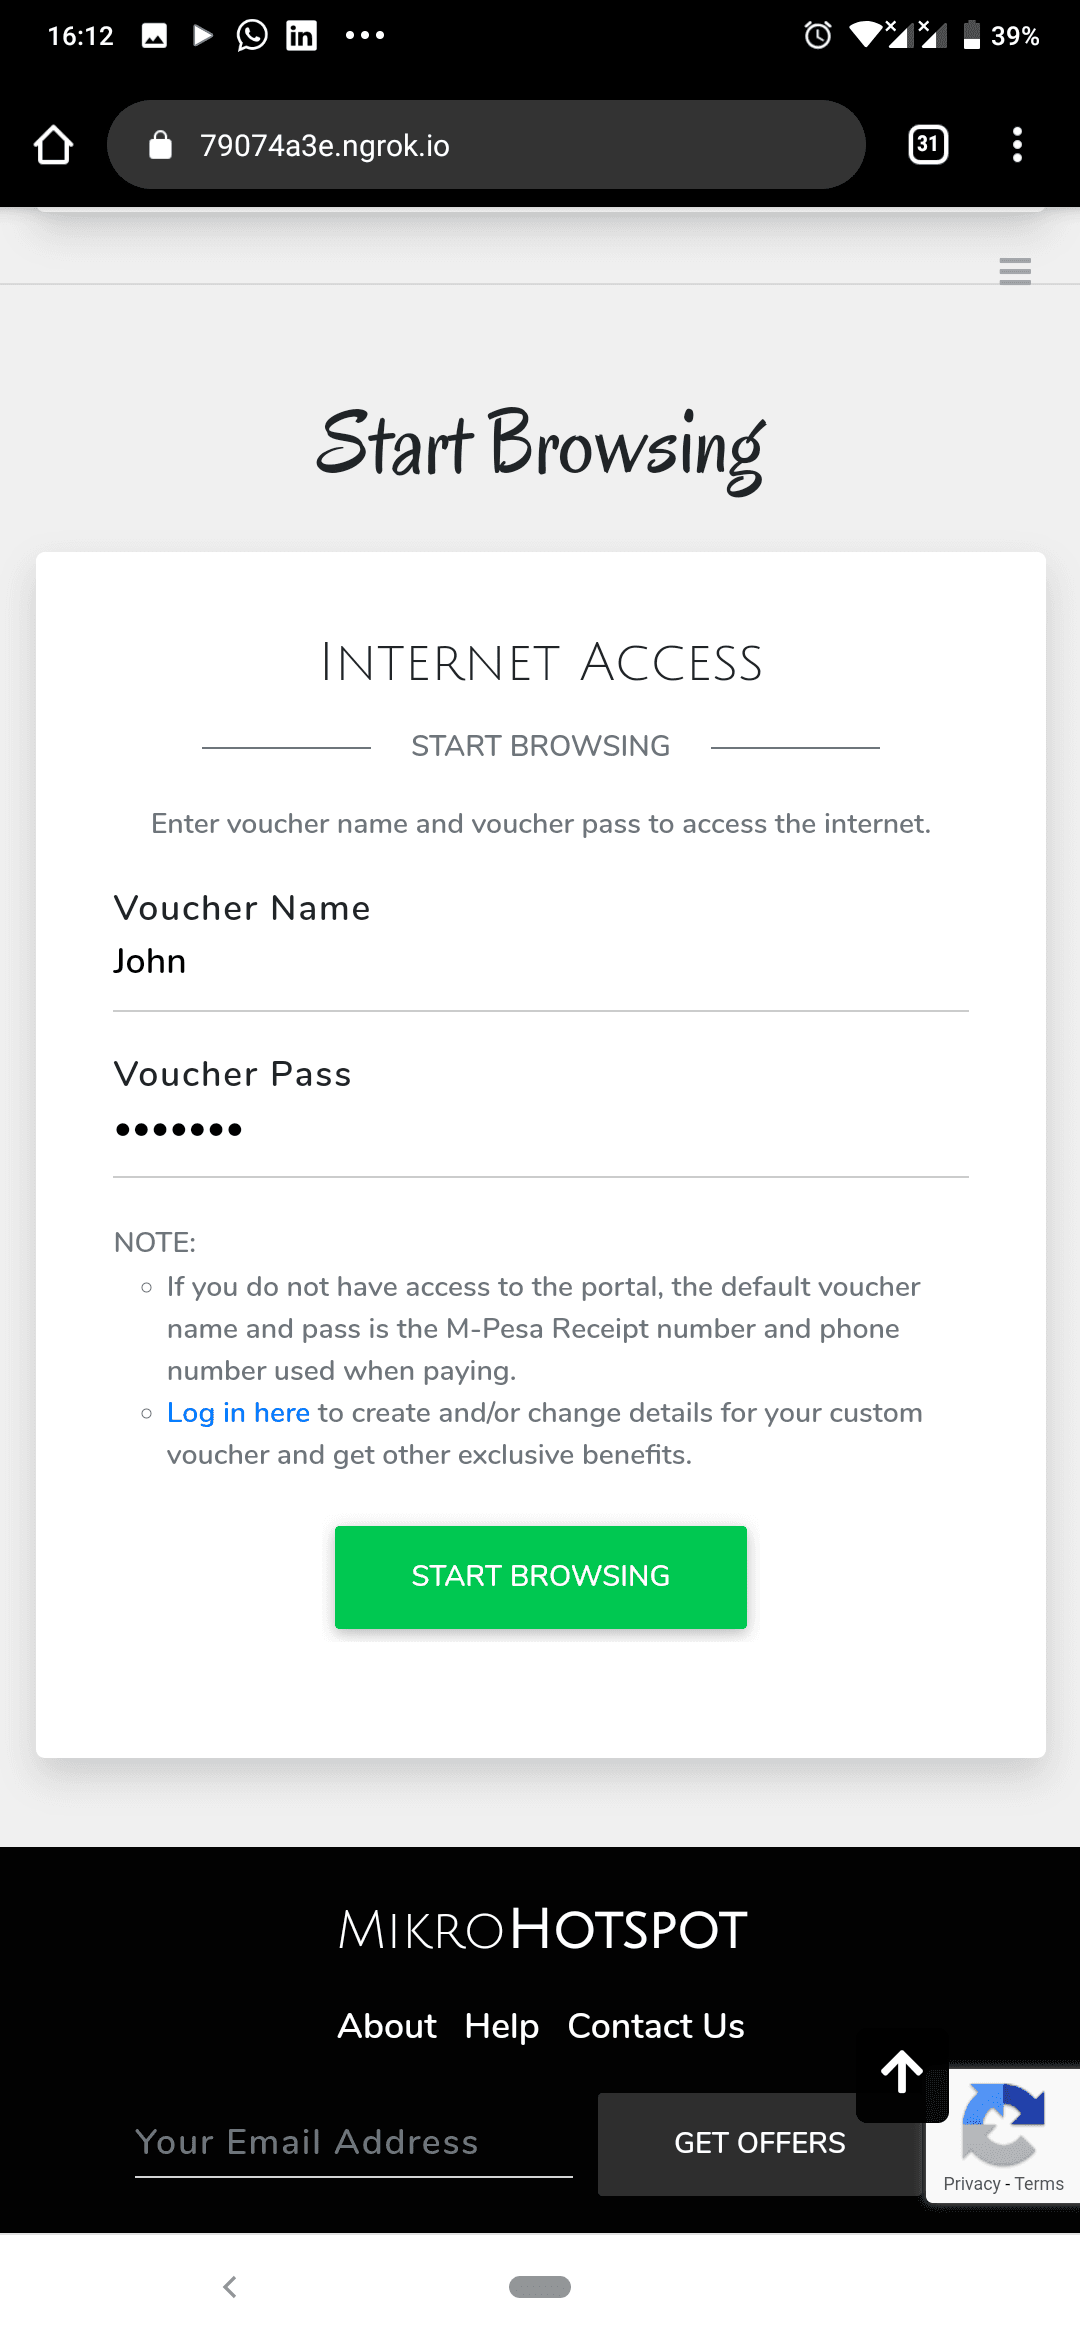 16:12
39%
79074a3e.ngrok.io
31
Start Browsing
Internet Access
START BROWSING
Enter voucher name and voucher pass to access the internet.
Voucher Name
John
Voucher Pass
•••••••
NOTE:
If you do not have access to the portal, the default voucher
name and pass is the M-Pesa Receipt number and phone
number used when paying.
Log in here to create and/or change details for your custom
voucher and get other exclusive benefits.
START BROWSING
MIKROHOTSPOT
About Help Contact Us
Your Email Address
GET OFFERS
Privacy - Terms